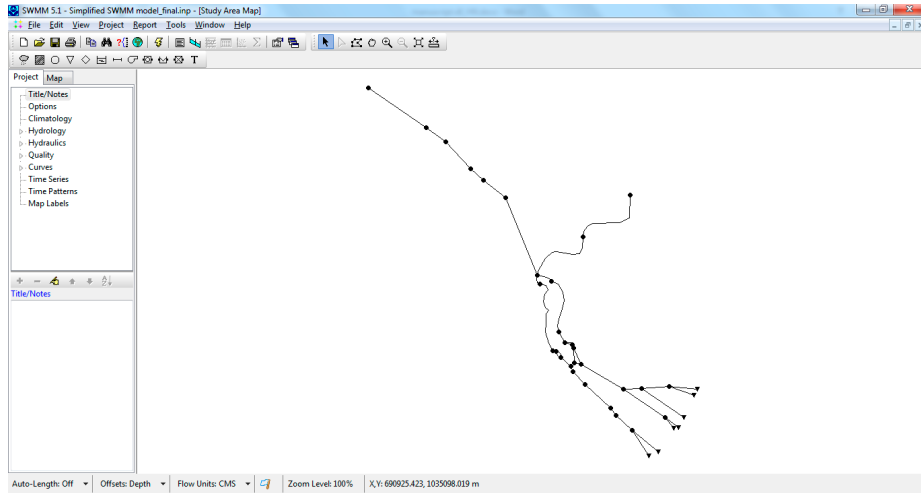 SWMM 5.1 - Simplified SWMM model_final.inp - [Study Area Map]
File Edit View Project Report Tools Window Help
T
Project Map
Title/Notes
Options
Climatology
Hydrology
Hydraulics
Quality
Curves
Time Series
Time Patterns
Map Labels
Title/Notes
Auto-Length: Off Offsets: Depth Flow Units: CMS Zoom Level: 100% X,Y: 690925.423, 1035098.019 m